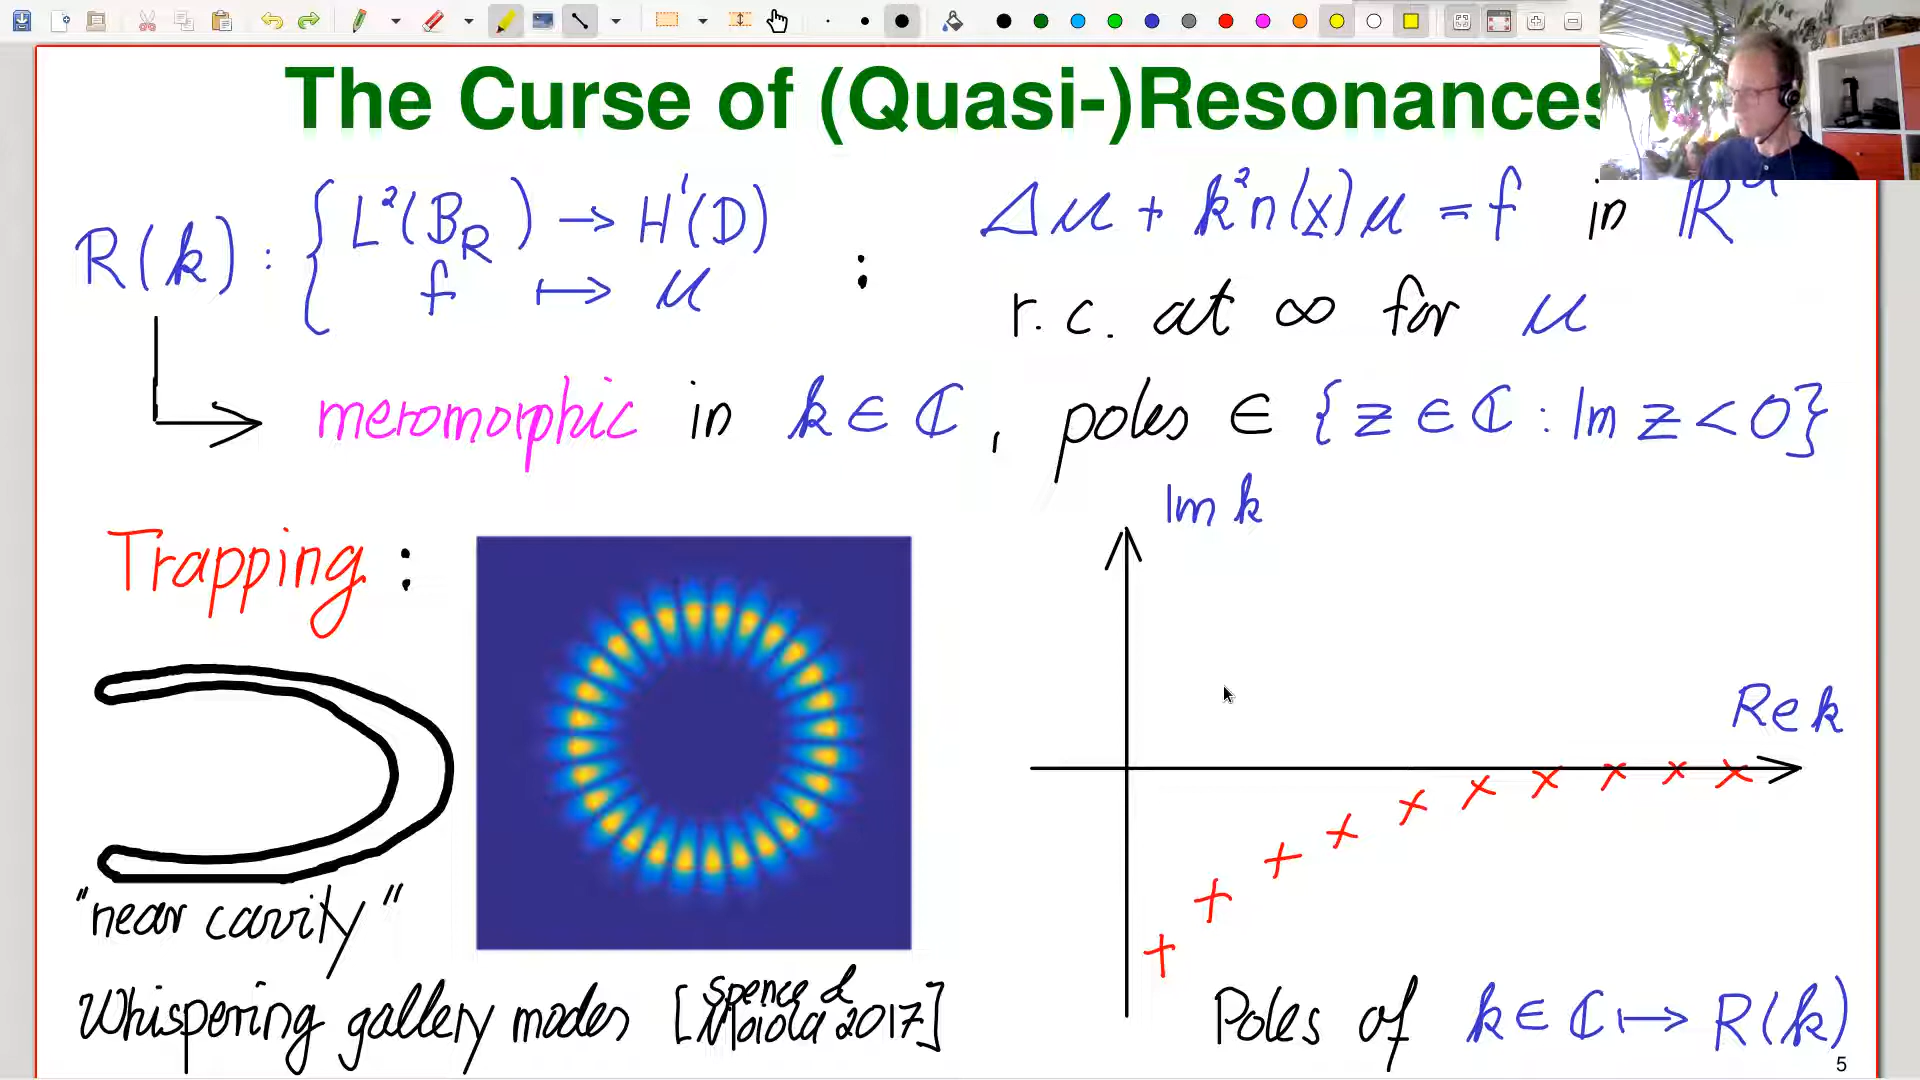 The Curse of (Quasi-)Resonances
R(k) : { L²(B_R) → H¹(D)
f ↦ u
:
Δu + k²n(x)u = f in ℝᵈ
r.c. at ∞ for u
meromorphic in k ∈ ℂ , poles ∈ {z ∈ ℂ : Im z < 0}
Trapping :
"near cavity"
Whispering gallery modes [Spence & Moiola 2017]
Im k
Re k
Poles of k ∈ ℂ ↦ R(k)
5